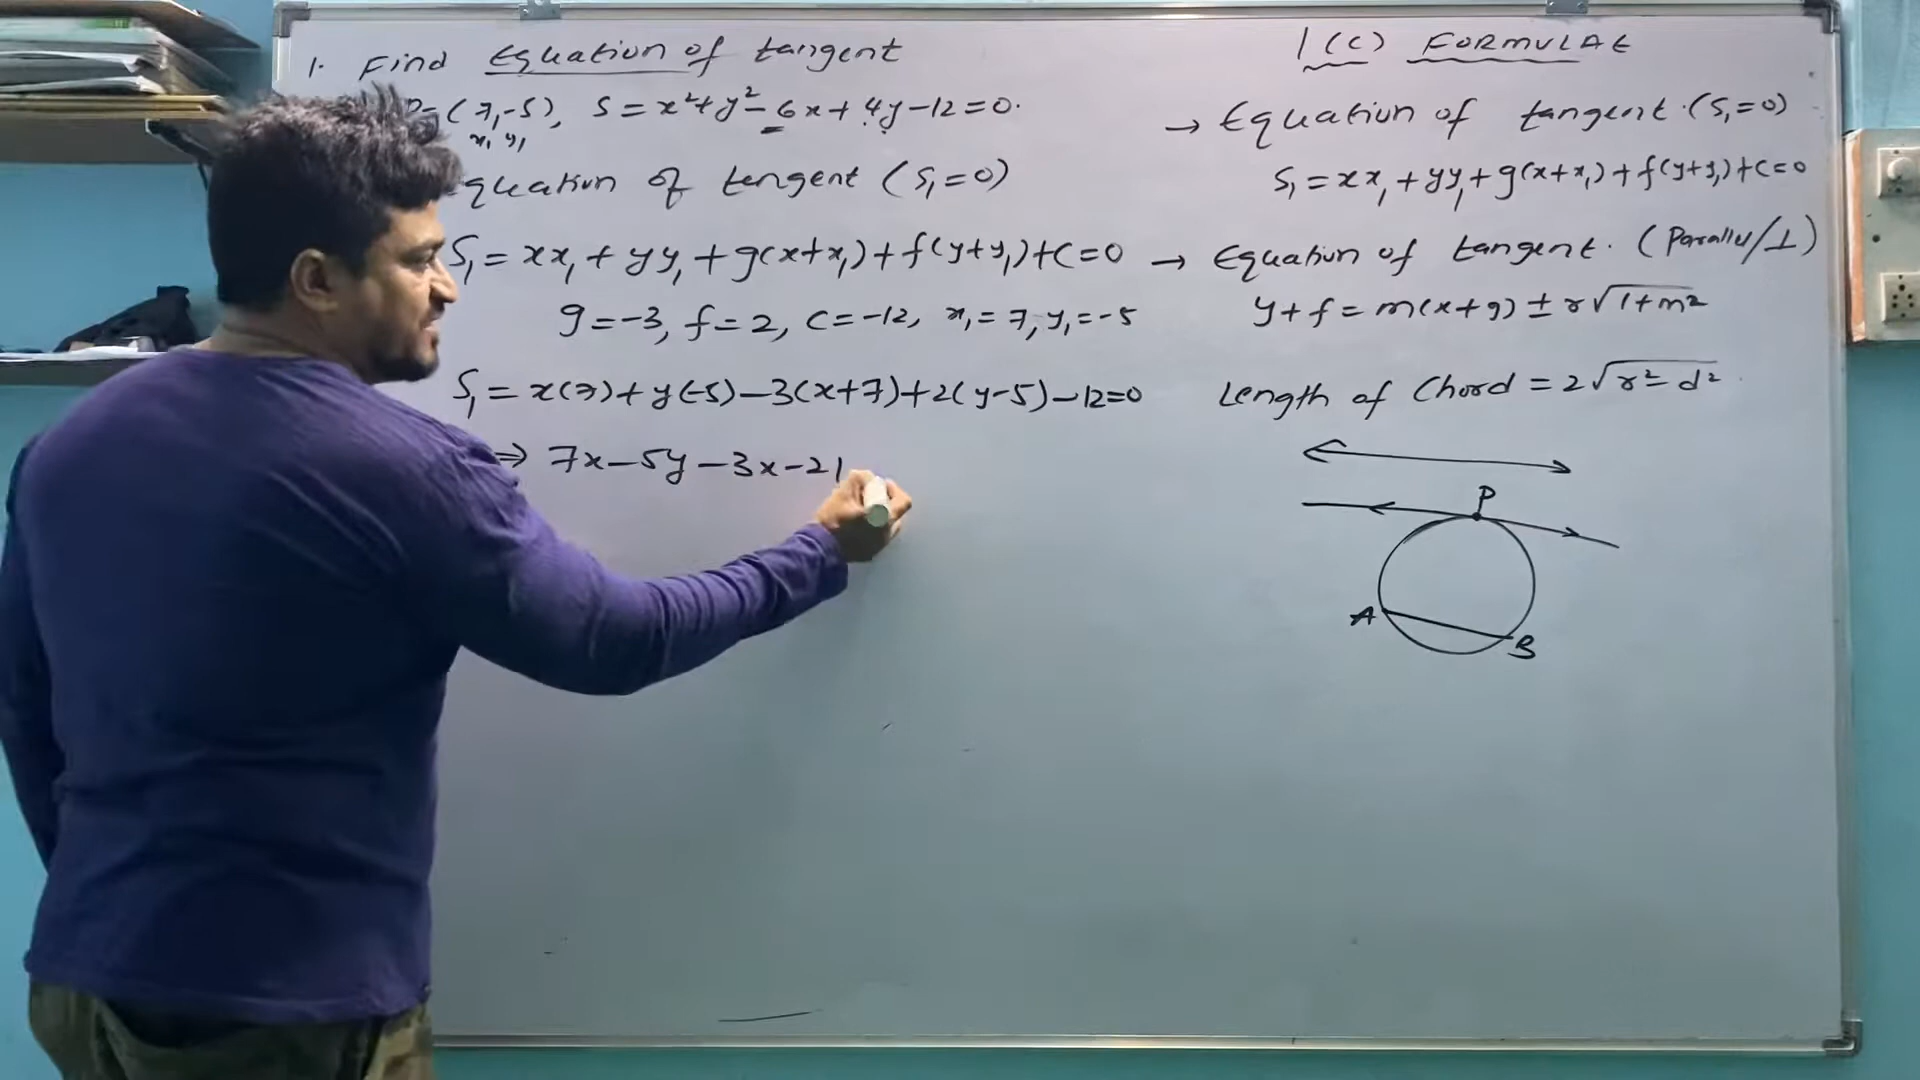 1. Find Equation of tangent
P=(7,-5), S=x²+y²-6x+4y-12=0.
x₁ y₁
Equation of tangent (S₁=0)
S₁=xx₁+yy₁+g(x+x₁)+f(y+y₁)+c=0
g=-3, f=2, c=-12, x₁=7, y₁=-5
S₁=x(7)+y(-5)-3(x+7)+2(y-5)-12=0
⇒ 7x-5y-3x-21
1(C) FORMULAE
→ Equation of tangent.(S₁=0)
S₁=xx₁+yy₁+g(x+x₁)+f(y+y₁)+c=0
→ Equation of tangent. (Parallel/⊥)
y+f=m(x+g)±r√1+m²
Length of Chord=2√r²-d²
P
A
B